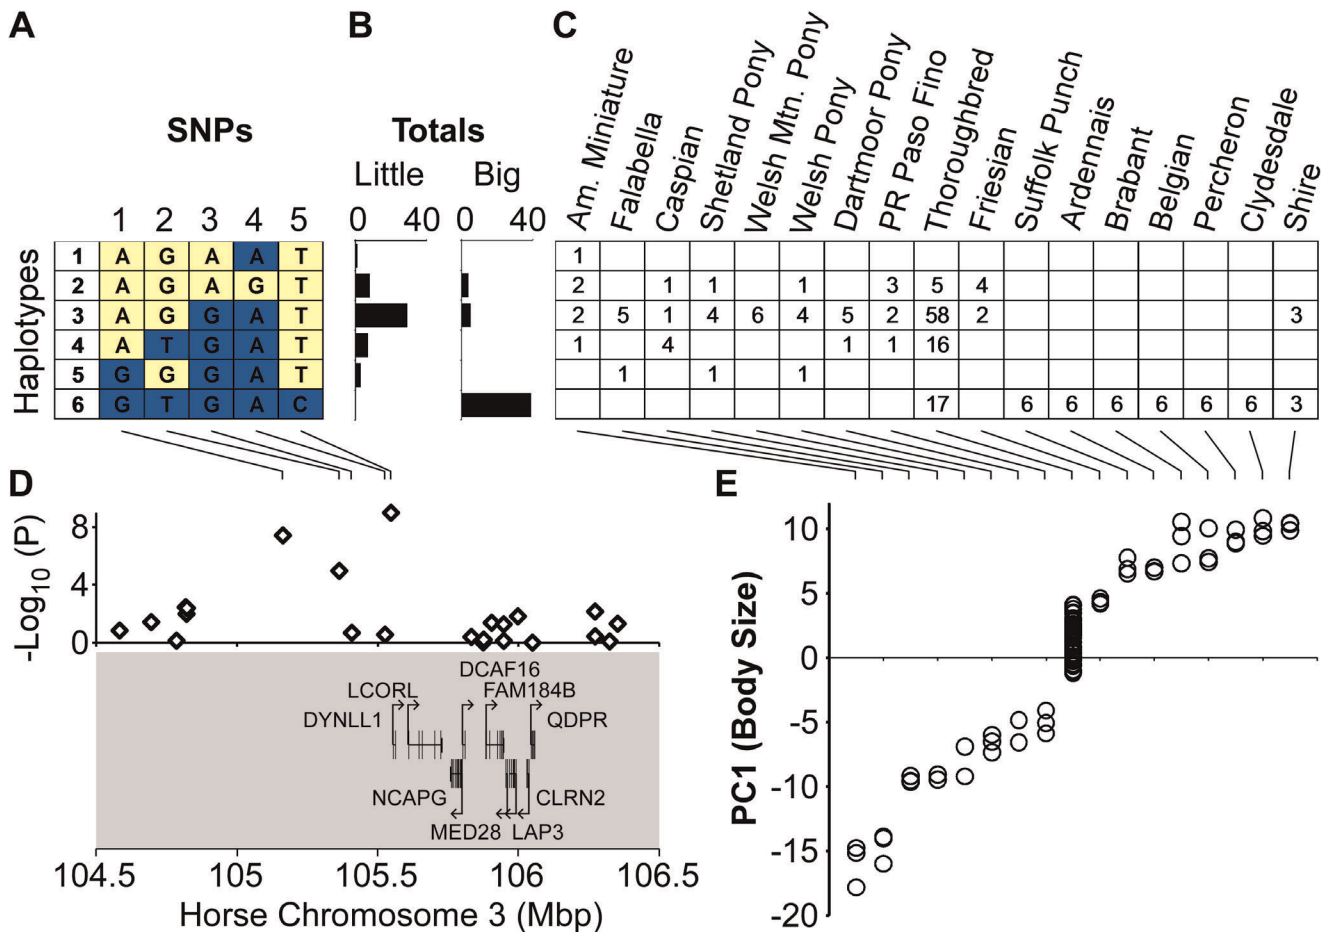 A
B
C
SNPs
Totals
Little
Big
0 40
0 40
Am. Miniature
Falabella
Caspian
Shetland Pony
Welsh Mtn. Pony
Welsh Pony
Dartmoor Pony
PR Paso Fino
Thoroughbred
Friesian
Suffolk Punch
Ardennais
Brabant
Belgian
Percheron
Clydesdale
Shire
1 2 3 4 5
Haplotypes
1 A G A A T 1
2 A G A G T 2 1 1 1 3 5 4
3 A G G A T 2 5 1 4 6 4 5 2 58 2 3
4 A T G A T 1 4 1 1 16
5 G G G A T 1 1 1
6 G T G A C 17 6 6 6 6 6 6 3
D
-Log10 (P)
8
4
0
DCAF16
LCORL FAM184B
DYNLL1 QDPR
NCAPG CLRN2
MED28 LAP3
104.5 105 105.5 106 106.5
Horse Chromosome 3 (Mbp)
E
PC1 (Body Size)
10
5
0
-5
-10
-15
-20